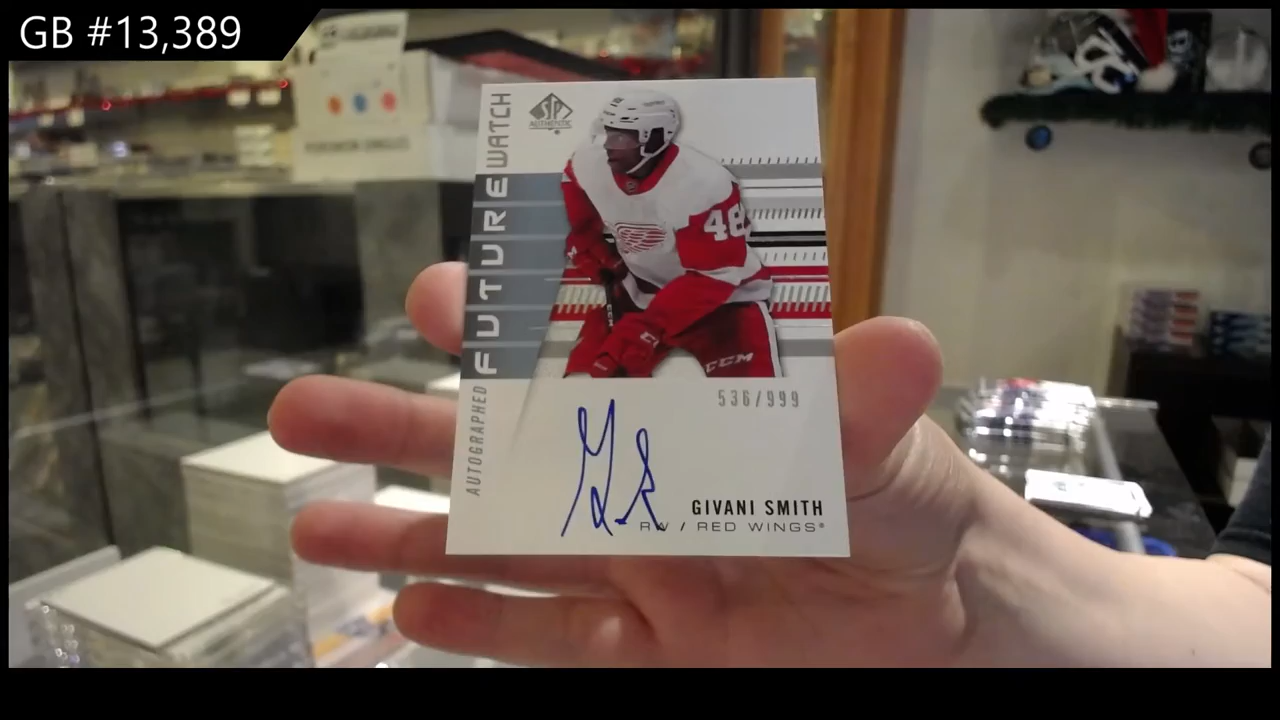 GB #13,389
FUTURE WATCH
AUTOGRAPHED
SP
AUTHENTIC
48
CCM
536/999
GIVANI SMITH
RW / RED WINGS®